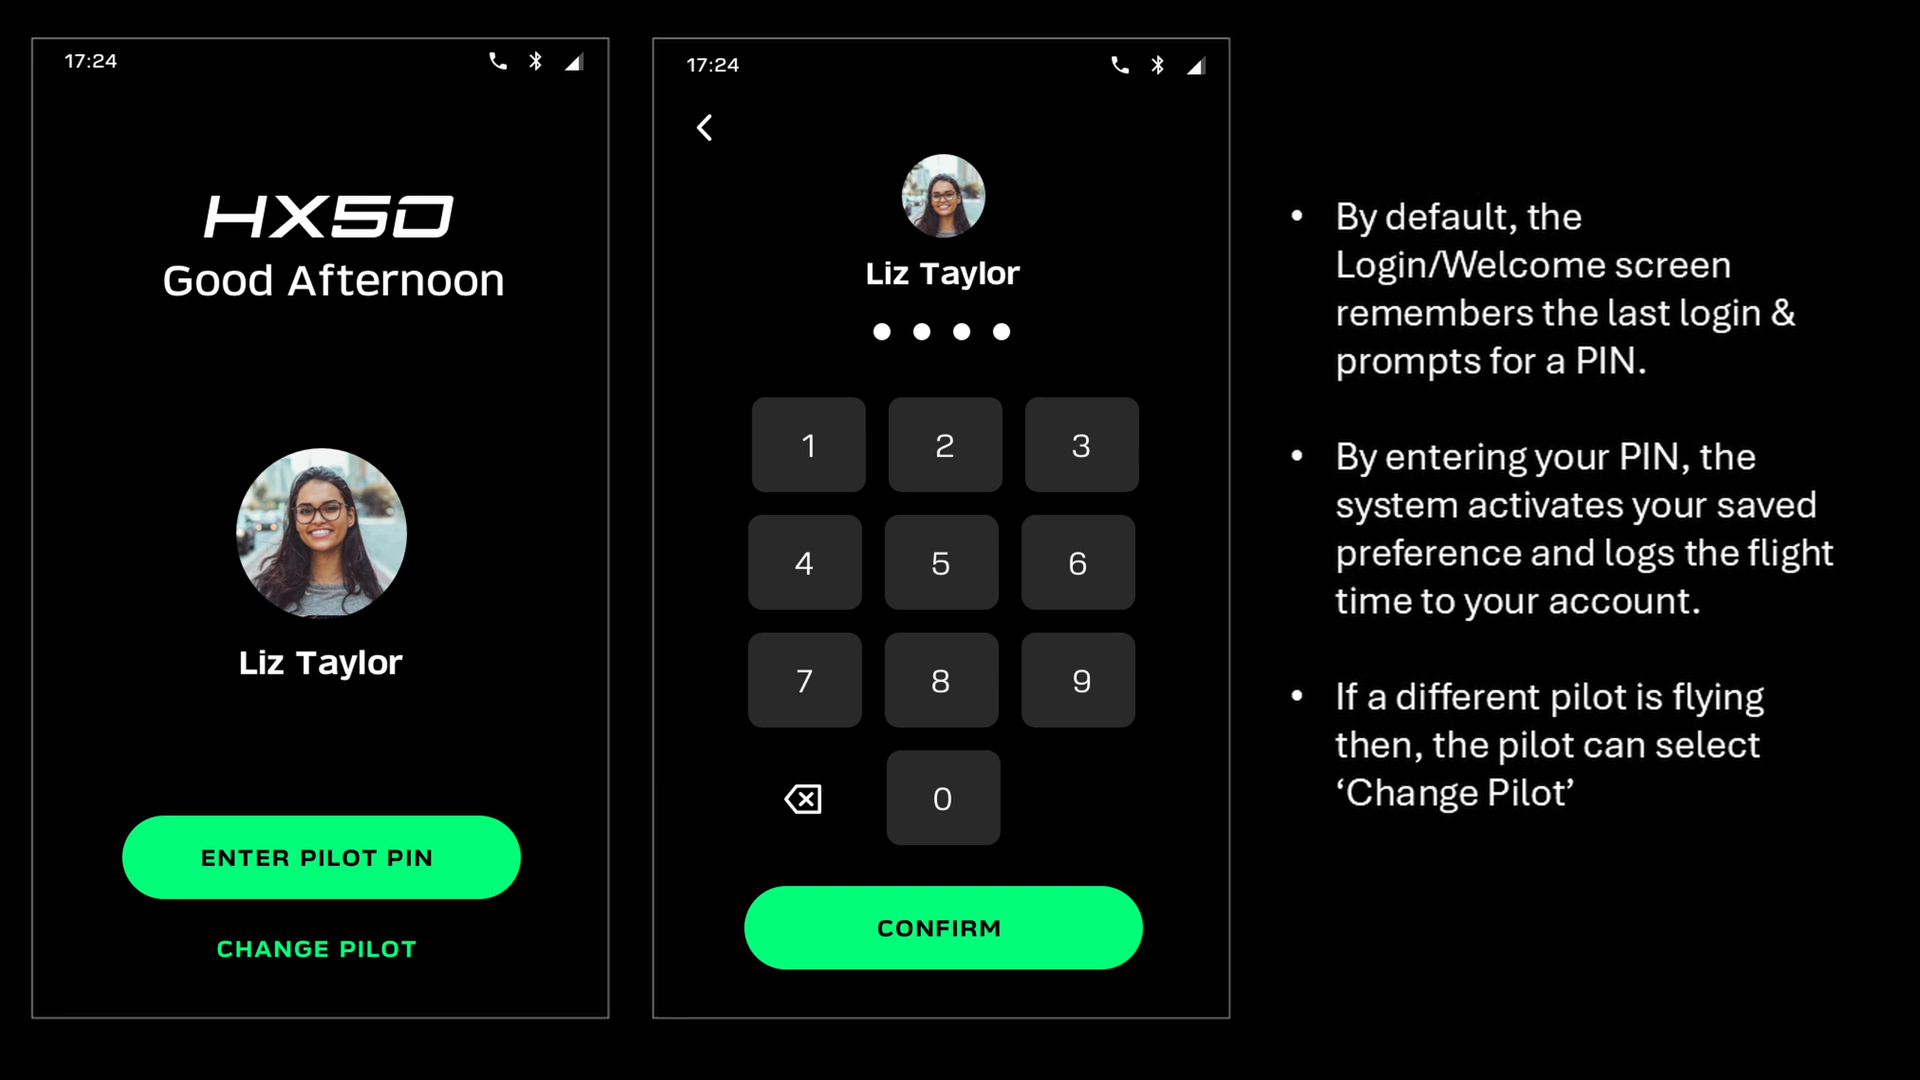 17:24
HX50
Good Afternoon
Liz Taylor
ENTER PILOT PIN
CHANGE PILOT
17:24
Liz Taylor
1 2 3
4 5 6
7 8 9
0
CONFIRM
• By default, the
Login/Welcome screen
remembers the last login &
prompts for a PIN.
• By entering your PIN, the
system activates your saved
preference and logs the flight
time to your account.
• If a different pilot is flying
then, the pilot can select
‘Change Pilot’